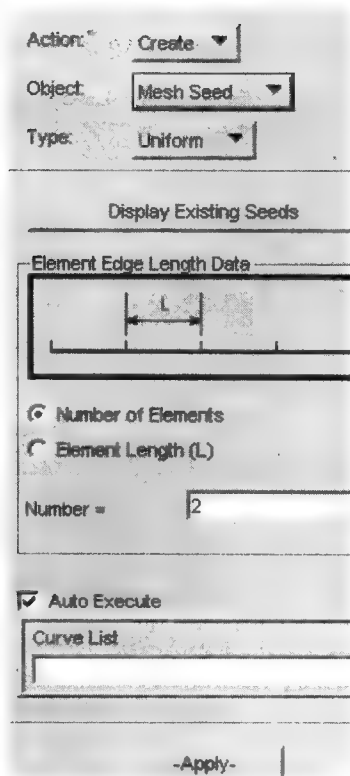 Action: Create
Object: Mesh Seed
Type: Uniform
Display Existing Seeds
Element Edge Length Data
L
Number of Elements
Element Length (L)
Number = 2
Auto Execute
Curve List
-Apply-